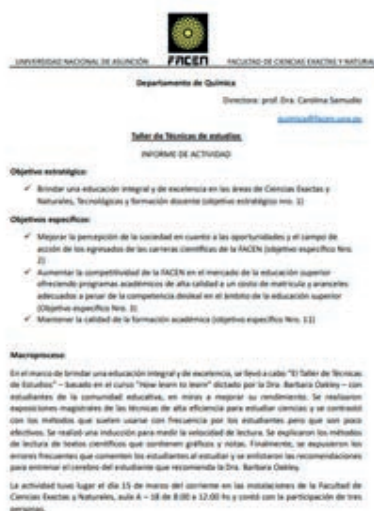 UNIVERSIDAD NACIONAL DE ASUNCIÓN FACEN FACULTAD DE CIENCIAS EXACTAS Y NATURAL
Departamento de Química
Directora: prof. Dra. Carolina Samudio
quimica@facen.una.py
Taller de Técnicas de estudios
INFORME DE ACTIVIDAD
Objetivo estratégico:
✓ Brindar una educación integral y de excelencia en las áreas de Ciencias Exactas y
Naturales, Tecnológicas y formación docente (objetivo estratégico nro. 1)
Objetivos específicos:
✓ Mejorar la percepción de la sociedad en cuanto a las oportunidades y el campo de
acción de los egresados de las carreras científicas de la FACEN (objetivo específico Nro.
2)
✓ Aumentar la competitividad de la FACEN en el mercado de la educación superior
ofreciendo programas académicos de alta calidad a un costo de matrícula y aranceles
adecuados a pesar de la competencia desleal en el ámbito de la educación superior
(Objetivo específico Nro. 3)
✓ Mantener la calidad de la formación académica (objetivo específico Nro. 11)
Macroproceso
En el marco de brindar una educación integral y de excelencia, se llevó a cabo "El Taller de Técnicas
de Estudios" – basado en el curso "How learn to learn" dictado por la Dra. Barbara Oakley – con
estudiantes de la comunidad educativa, en miras a mejorar su rendimiento. Se realizaron
exposiciones magistrales de las técnicas de alta eficiencia para estudiar ciencias y se contrastó
con los métodos que suelen usarse con frecuencia por los estudiantes pero que son poco
efectivos. Se realizó una inducción para medir la velocidad de lectura. Se explicaron los métodos
de lectura de textos científicos que contienen gráficos y notas. Finalmente, se expusieron los
errores frecuentes que comenten los estudiantes al estudiar y se enlistaron las recomendaciones
para entrenar el cerebro del estudiante que recomienda la Dra. Barbara Oakley.
La actividad tuvo lugar el día 15 de marzo del corriente en las instalaciones de la Facultad de
Ciencias Exactas y Naturales, aula A – 18 de 8:00 a 12:00 hs y contó con la participación de tres
personas.